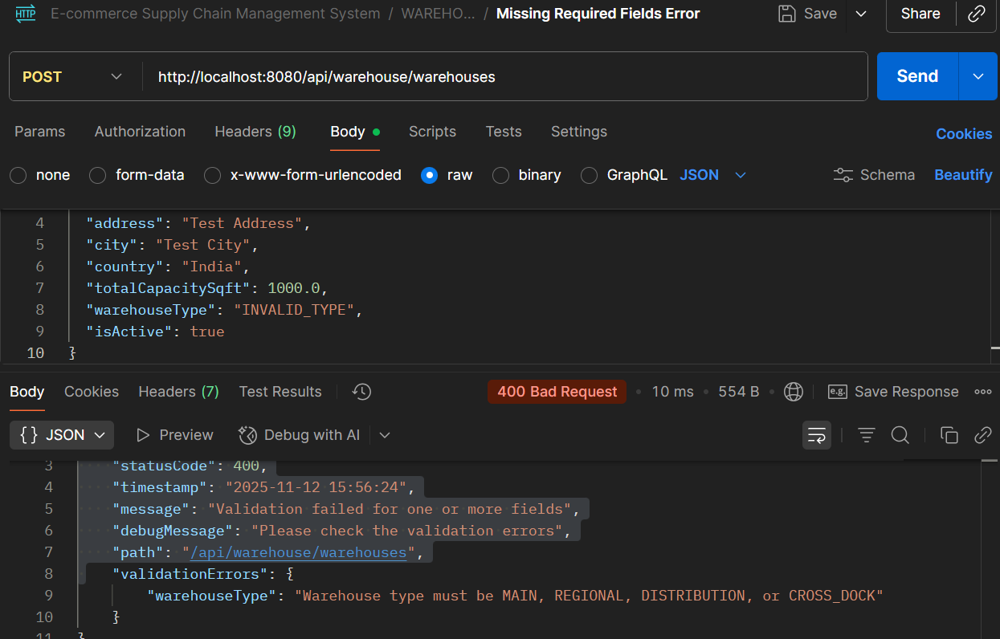 HTTP E-commerce Supply Chain Management System / WAREHO... / Missing Required Fields Error Save Share
POST http://localhost:8080/api/warehouse/warehouses Send
Params Authorization Headers (9) Body Scripts Tests Settings Cookies
none form-data x-www-form-urlencoded raw binary GraphQL JSON Schema Beautify
4 "address": "Test Address",
5 "city": "Test City",
6 "country": "India",
7 "totalCapacitySqft": 1000.0,
8 "warehouseType": "INVALID_TYPE",
9 "isActive": true
10 }
Body Cookies Headers (7) Test Results 400 Bad Request • 10 ms • 554 B • e.g. Save Response
{} JSON Preview Debug with AI
3 "statusCode": 400,
4 "timestamp": "2025-11-12 15:56:24",
5 "message": "Validation failed for one or more fields",
6 "debugMessage": "Please check the validation errors",
7 "path": "/api/warehouse/warehouses",
8 "validationErrors": {
9 "warehouseType": "Warehouse type must be MAIN, REGIONAL, DISTRIBUTION, or CROSS_DOCK"
10 }
11 }